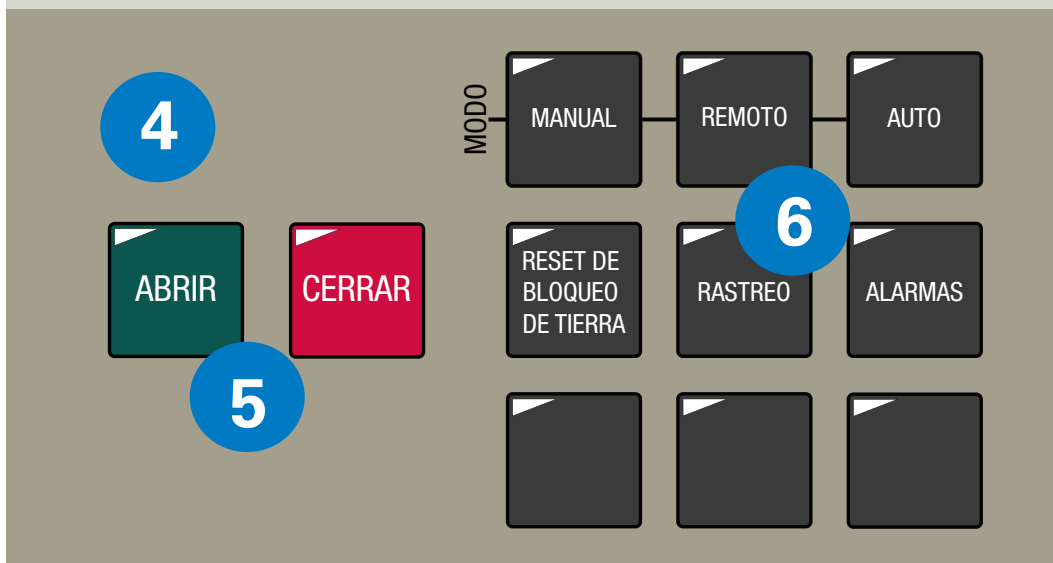 4
MODO
MANUAL
REMOTO
AUTO
6
ABRIR
CERRAR
RESET DE
BLOQUEO
DE TIERRA
RASTREO
ALARMAS
5